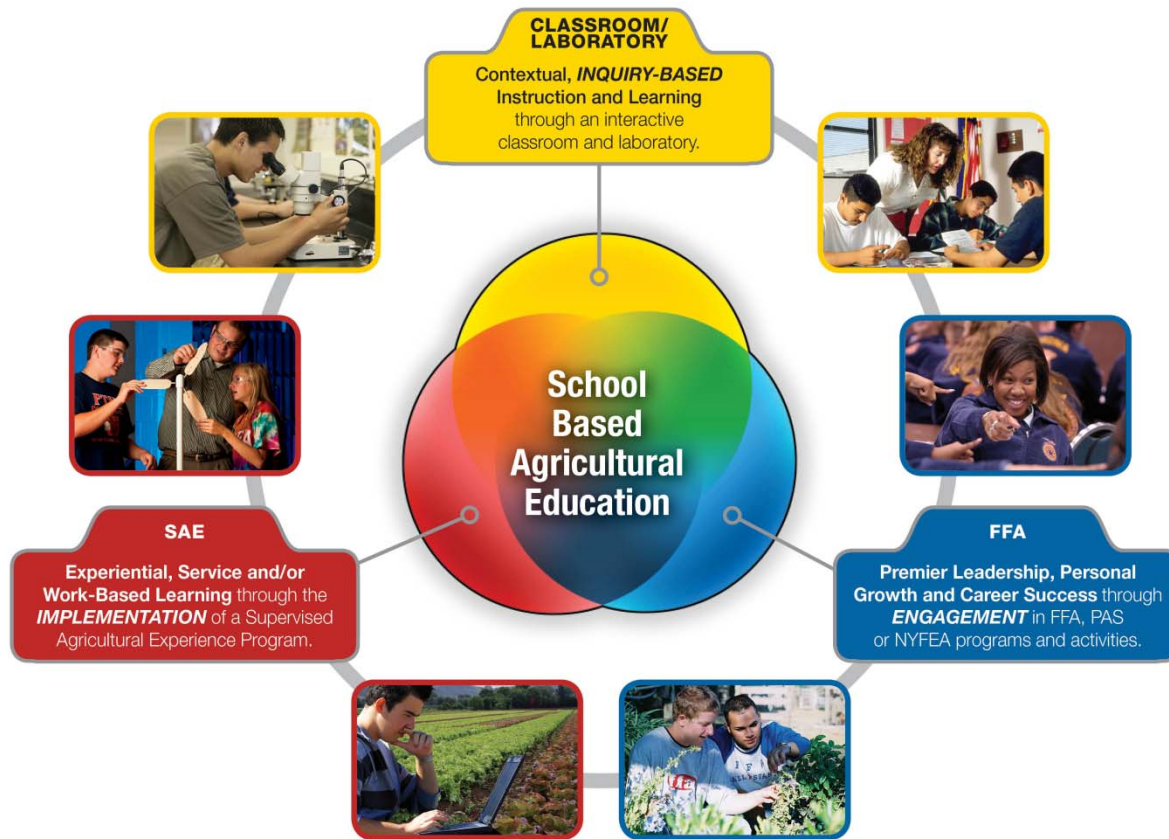 CLASSROOM/
LABORATORY
Contextual, INQUIRY-BASED
Instruction and Learning
through an interactive
classroom and laboratory.
School
Based
Agricultural
Education
SAE
Experiential, Service and/or
Work-Based Learning through the
IMPLEMENTATION of a Supervised
Agricultural Experience Program.
FFA
Premier Leadership, Personal
Growth and Career Success through
ENGAGEMENT in FFA, PAS
or NYFEA programs and activities.